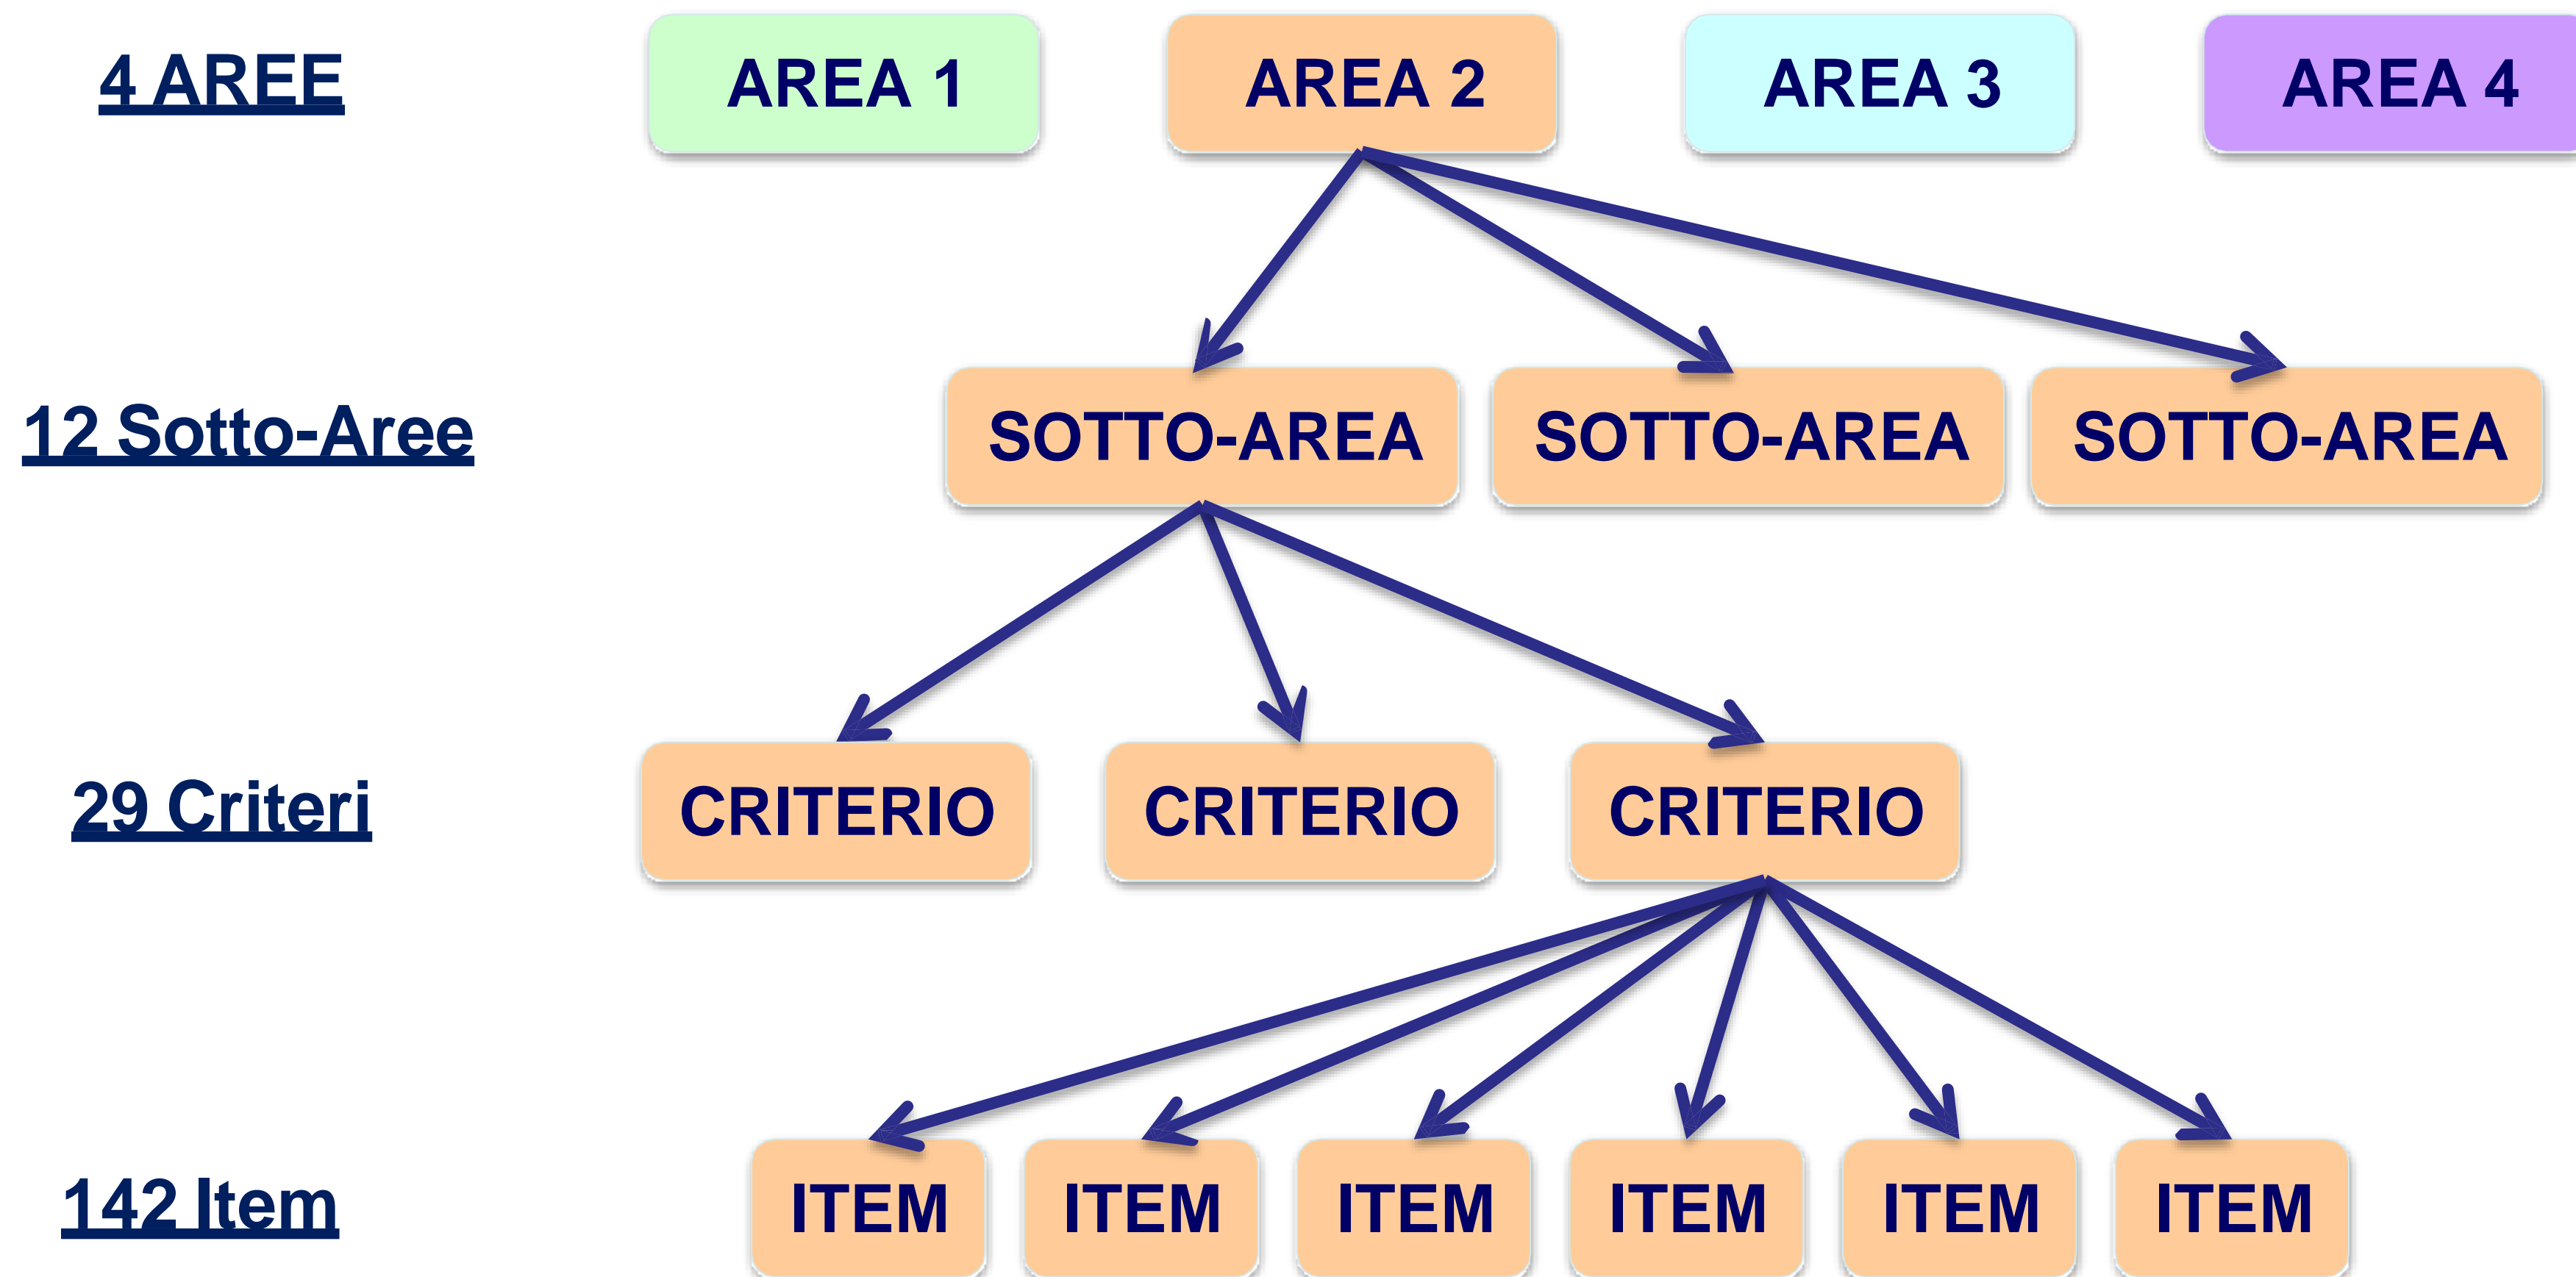 4 AREE
AREA 1
AREA 2
AREA 3
AREA 4
12 Sotto-Aree
SOTTO-AREA
SOTTO-AREA
SOTTO-AREA
29 Criteri
CRITERIO
CRITERIO
CRITERIO
142 Item
ITEM
ITEM
ITEM
ITEM
ITEM
ITEM